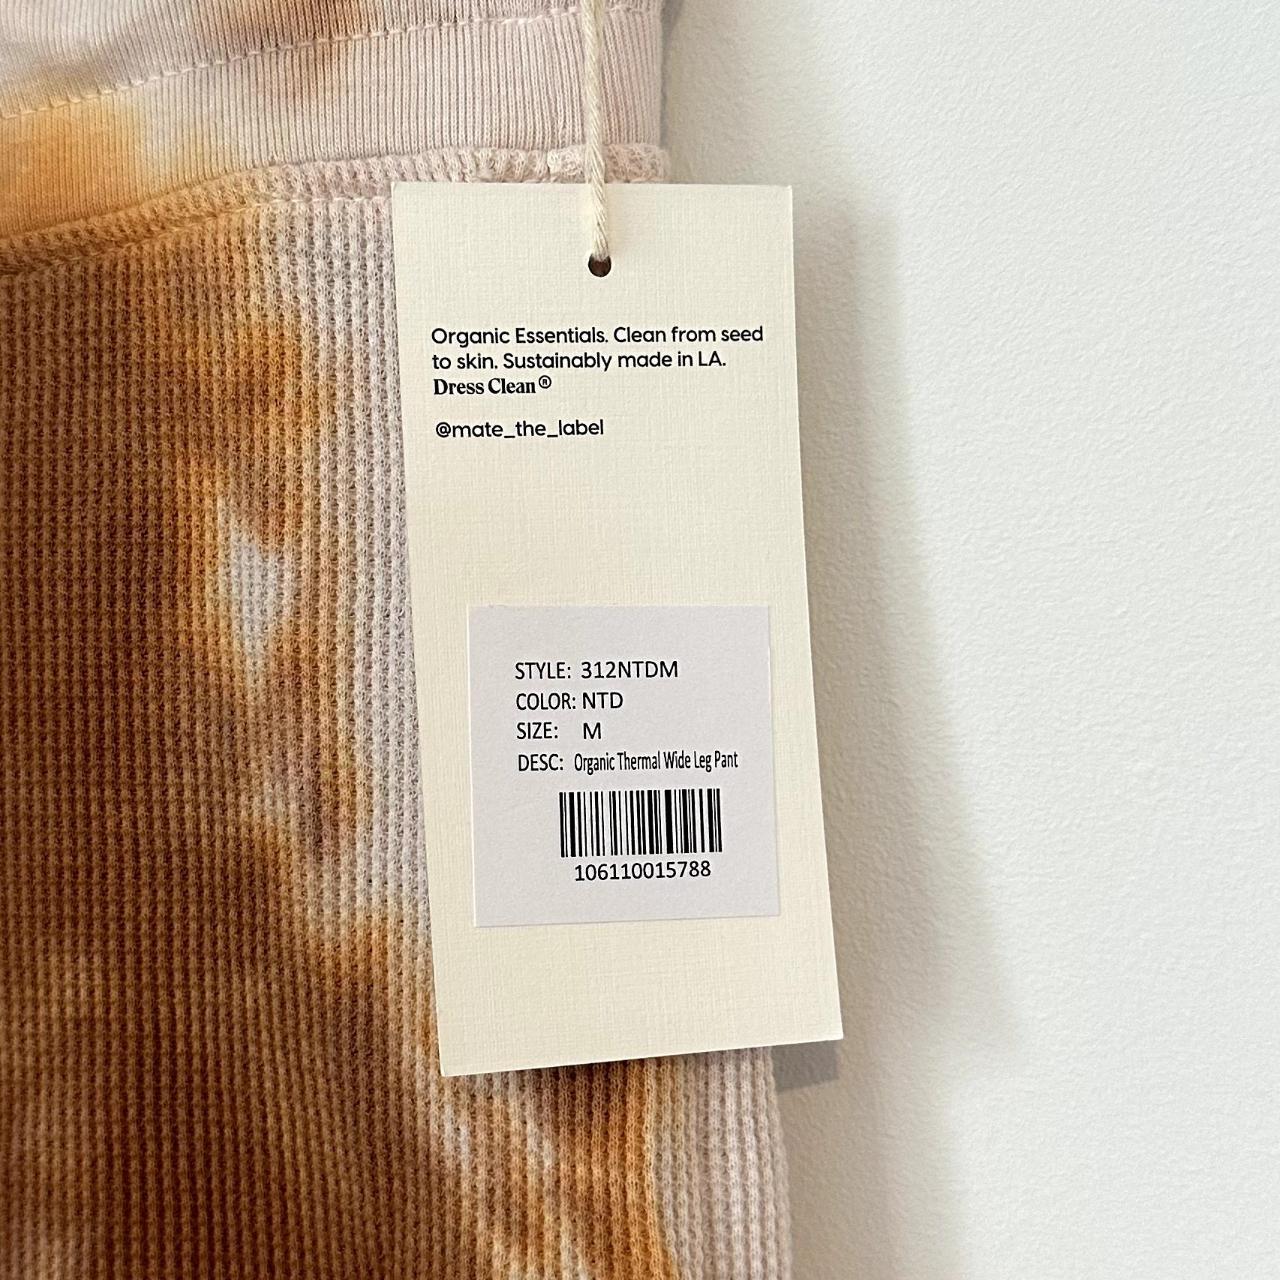 Organic Essentials. Clean from seed
to skin. Sustainably made in LA.
Dress Clean®
@mate_the_label
STYLE: 312NTDM
COLOR: NTD
SIZE: M
DESC: Organic Thermal Wide Leg Pant
106110015788